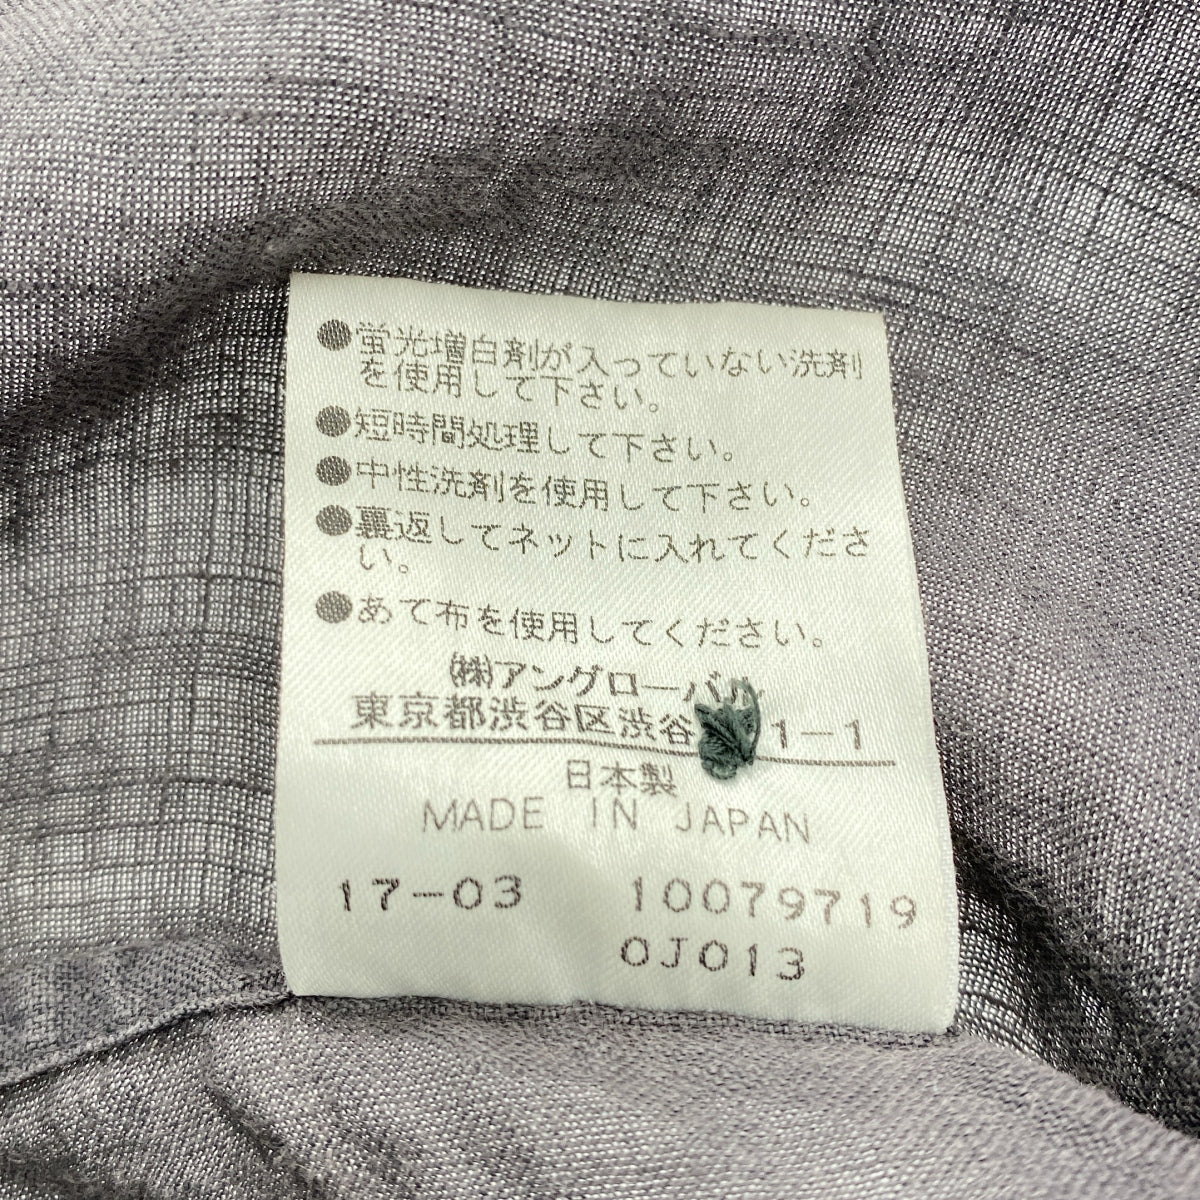 ●蛍光増白剤が入っていない洗剤
を使用して下さい。
●短時間処理して下さい。
●中性洗剤を使用して下さい。
●裏返してネットに入れてくださ
い。
●あて布を使用してください。
(株)アングローバル
東京都渋谷区渋谷 1-1
日本製
MADE IN JAPAN
17-03 10079719
0J013